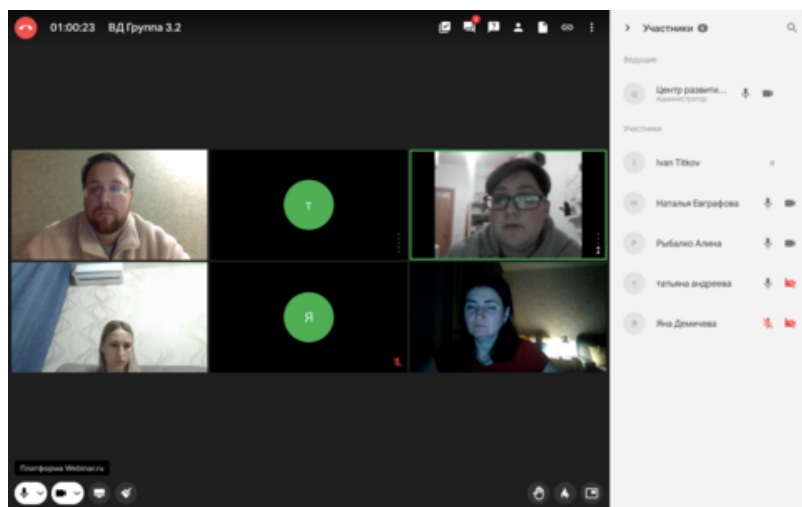 01:00:23 ВД Группа 3.2
Участники
Ведущие
Ц
Центр развити...
Администратор
Участники
I
Ivan Titkov
Н
Наталья Евграфова
Р
Рыбалко Алина
т
татьяна андреева
Я
Яна Демичева
Т
Я
Платформа Webinar.ru